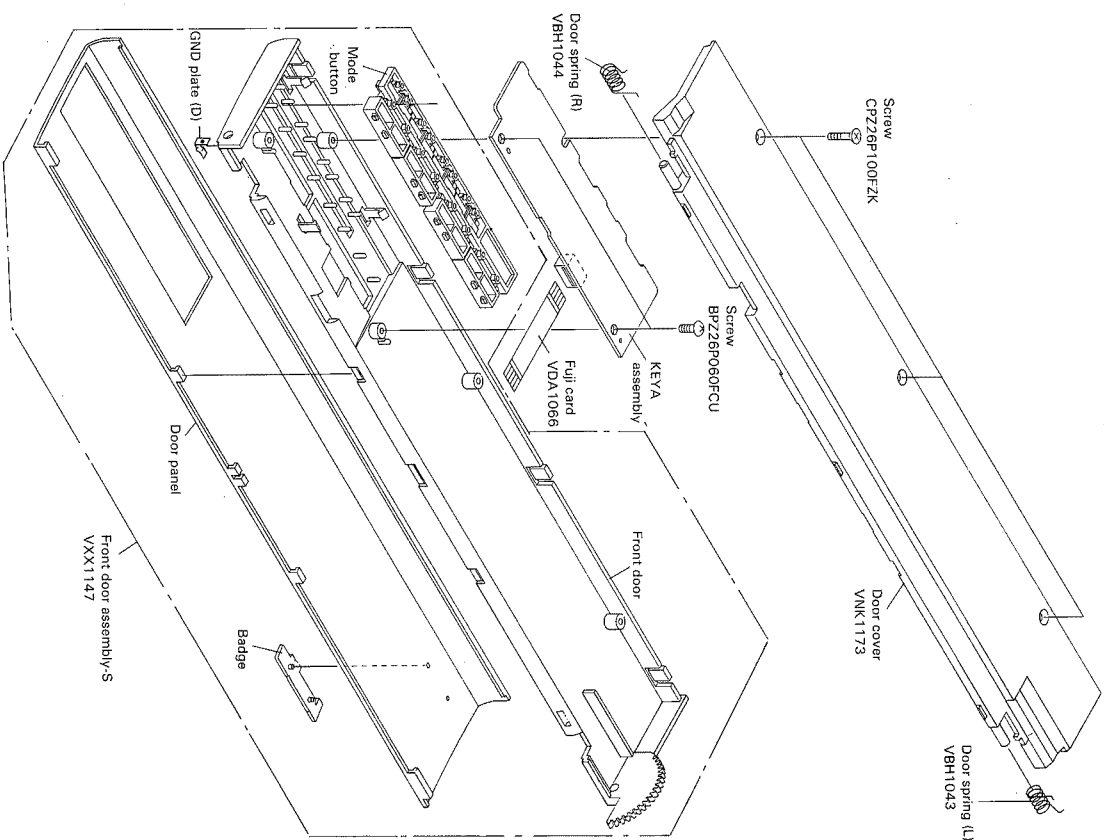 Screw
CPZ26P100FZK
Door spring (R)
VBH1044
Mode
button
GND plate (D)
Screw
BPZ26P060FCU
KEYA
assembly
Fuji card
VDA1066
Door cover
VNK1173
Front door
Door spring (L)
VBH1043
Door panel
Badge
Front door assembly-S
VXX1147